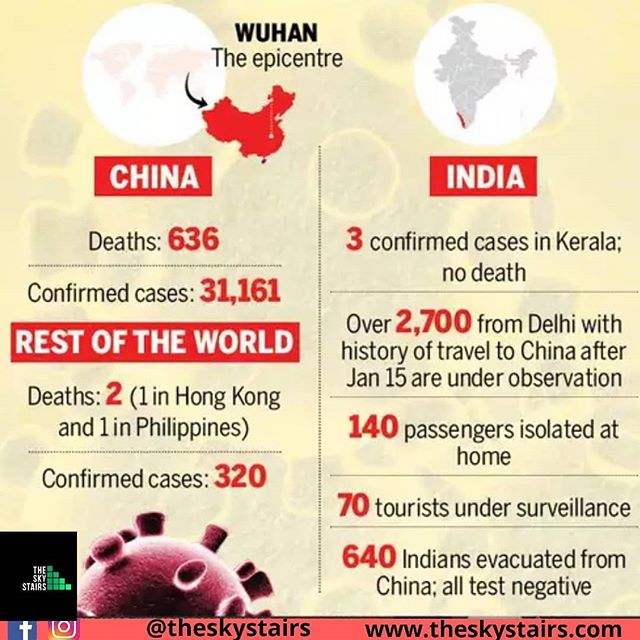 WUHAN
The epicentre
CHINA
Deaths: 636
Confirmed cases: 31,161
REST OF THE WORLD
Deaths: 2 (1 in Hong Kong
and 1 in Philippines)
Confirmed cases: 320
INDIA
3 confirmed cases in Kerala;
no death
Over 2,700 from Delhi with
history of travel to China after
Jan 15 are under observation
140 passengers isolated at
home
70 tourists under surveillance
640 Indians evacuated from
China; all test negative
THE
SKY
STAIRS
@theskystairs
www.theskystairs.com